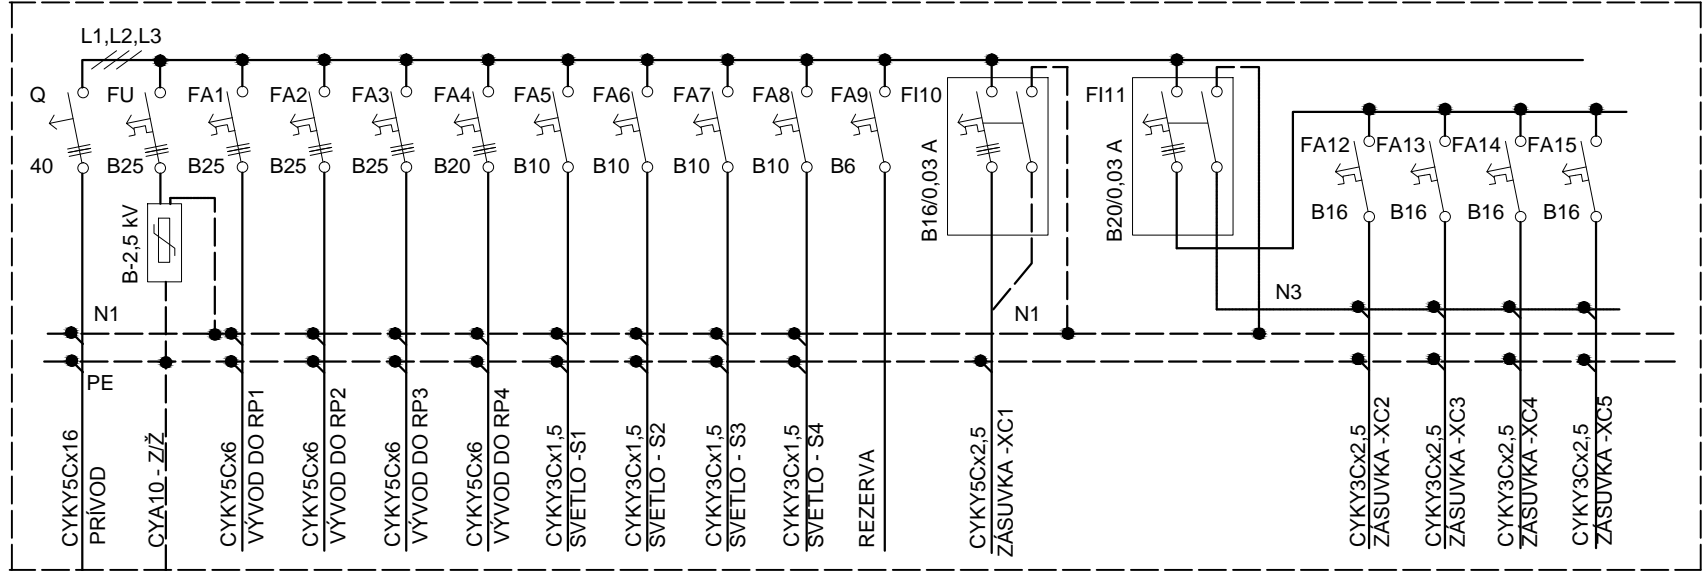 L1,L2,L3
Q
FU
FA1
FA2
FA3
FA4
FA5
FA6
FA7
FA8
FA9
FI10
FI11
FA12
FA13
FA14
FA15
40
B25
B25
B25
B25
B20
B10
B10
B10
B10
B6
B16/0,03 A
B20/0,03 A
B16
B16
B16
B16
B-2,5 kV
N1
N1
N3
PE
CYKY5Cx16
PRÍVOD
CYA10 - Z/Ž
CYKY5Cx6
VÝVOD DO RP1
CYKY5Cx6
VÝVOD DO RP2
CYKY5Cx6
VÝVOD DO RP3
CYKY5Cx6
VÝVOD DO RP4
CYKY3Cx1,5
SVETLO -S1
CYKY3Cx1,5
SVETLO - S2
CYKY3Cx1,5
SVETLO - S3
CYKY3Cx1,5
SVETLO - S4
REZERVA
CYKY5Cx2,5
ZÁSUVKA -XC1
CYKY3Cx2,5
ZÁSUVKA -XC2
CYKY3Cx2,5
ZÁSUVKA -XC3
CYKY3Cx2,5
ZÁSUVKA -XC4
CYKY3Cx2,5
ZÁSUVKA -XC5